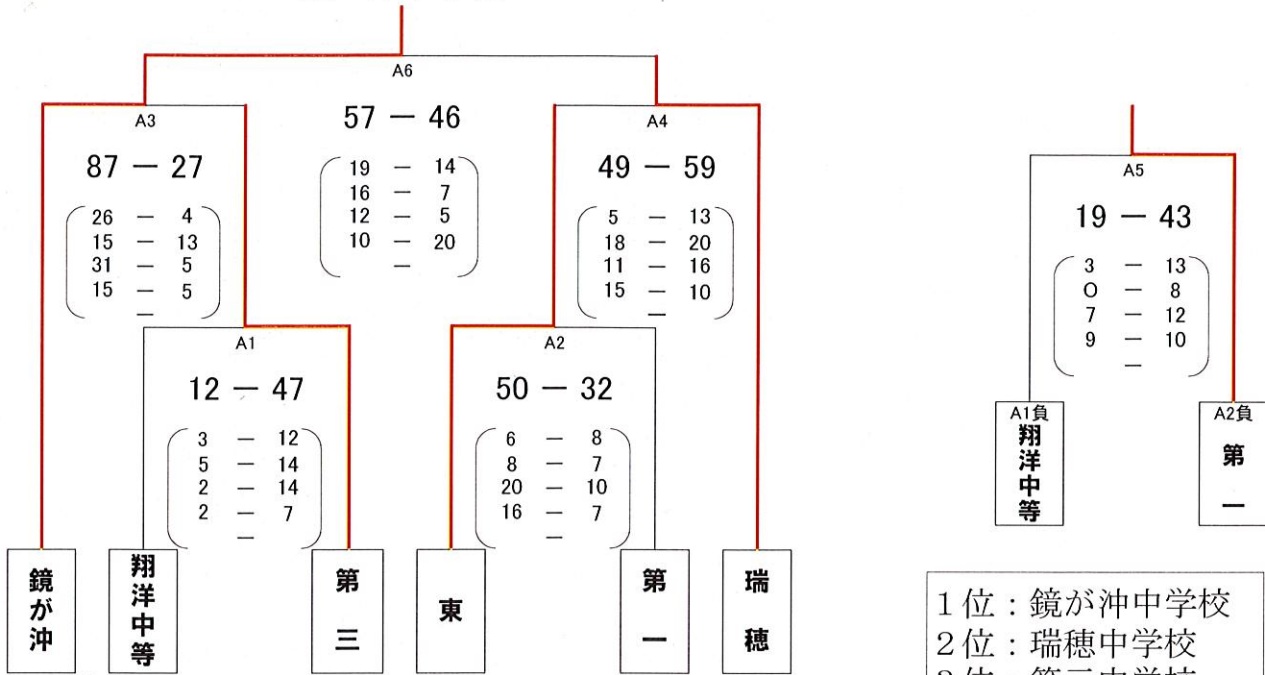 A6
57 — 46
19 — 14
16 — 7
12 — 5
10 — 20
—
A3
87 — 27
26 — 4
15 — 13
31 — 5
15 — 5
—
A4
49 — 59
5 — 13
18 — 20
11 — 16
15 — 10
—
A1
12 — 47
3 — 12
5 — 14
2 — 14
2 — 7
—
A2
50 — 32
6 — 8
8 — 7
20 — 10
16 — 7
—
鏡が沖
翔洋中等
第三
東
第一
瑞穂
A5
19 — 43
3 — 13
0 — 8
7 — 12
9 — 10
—
A1負
翔洋中等
A2負
第一
1位：鏡が沖中学校
2位：瑞穂中学校